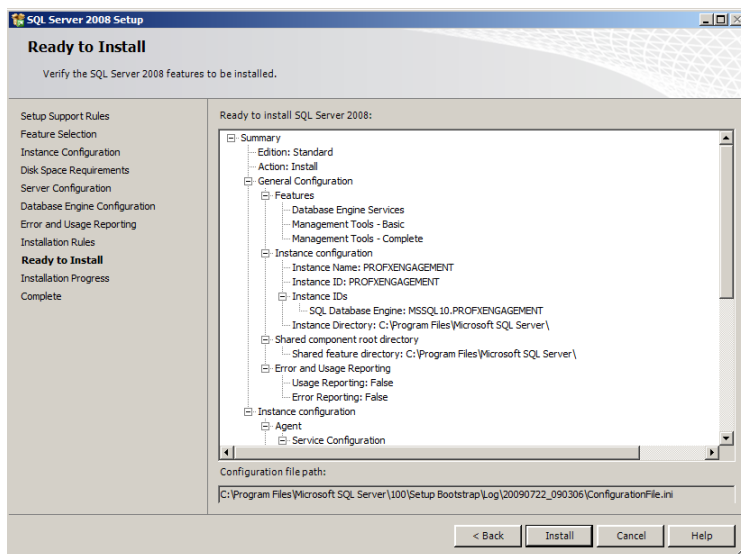 SQL Server 2008 Setup
Ready to Install
Verify the SQL Server 2008 features to be installed.
Setup Support Rules
Feature Selection
Instance Configuration
Disk Space Requirements
Server Configuration
Database Engine Configuration
Error and Usage Reporting
Installation Rules
Ready to Install
Installation Progress
Complete
Ready to install SQL Server 2008:
Summary
Edition: Standard
Action: Install
General Configuration
Features
Database Engine Services
Management Tools - Basic
Management Tools - Complete
Instance configuration
Instance Name: PROFXENGAGEMENT
Instance ID: PROFXENGAGEMENT
Instance IDs
SQL Database Engine: MSSQL10.PROFXENGAGEMENT
Instance Directory: C:\Program Files\Microsoft SQL Server\
Shared component root directory
Shared feature directory: C:\Program Files\Microsoft SQL Server\
Error and Usage Reporting
Usage Reporting: False
Error Reporting: False
Instance configuration
Agent
Service Configuration
Configuration file path:
C:\Program Files\Microsoft SQL Server\100\Setup Bootstrap\Log\20090722_090306\ConfigurationFile.ini
< Back Install Cancel Help